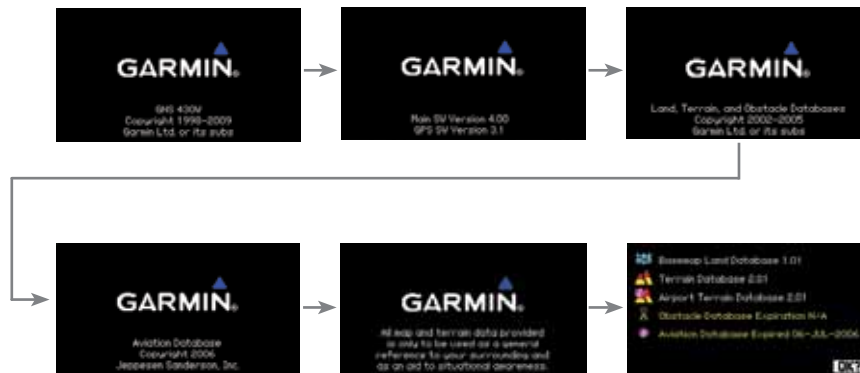 GARMIN®
GNS 430W
Copyright 1998-2009
Garmin Ltd. or its subs
GARMIN®
Main SW Version 4.00
GPS SW Version 3.1
GARMIN®
Land, Terrain, and Obstacle Databases
Copyright 2002-2005
Garmin Ltd. or its subs
GARMIN®
Aviation Database
Copyright 2006
Jeppesen Sanderson, Inc.
GARMIN®
All map and terrain data provided
is only to be used as a general
reference to your surrounding and
as an aid to situational awareness.
Basemap Land Database 1.01
Terrain Database 2.01
Airport Terrain Database 2.01
Obstacle Database Expiration N/A
Aviation Database Expired 06-JUL-2006
OK?